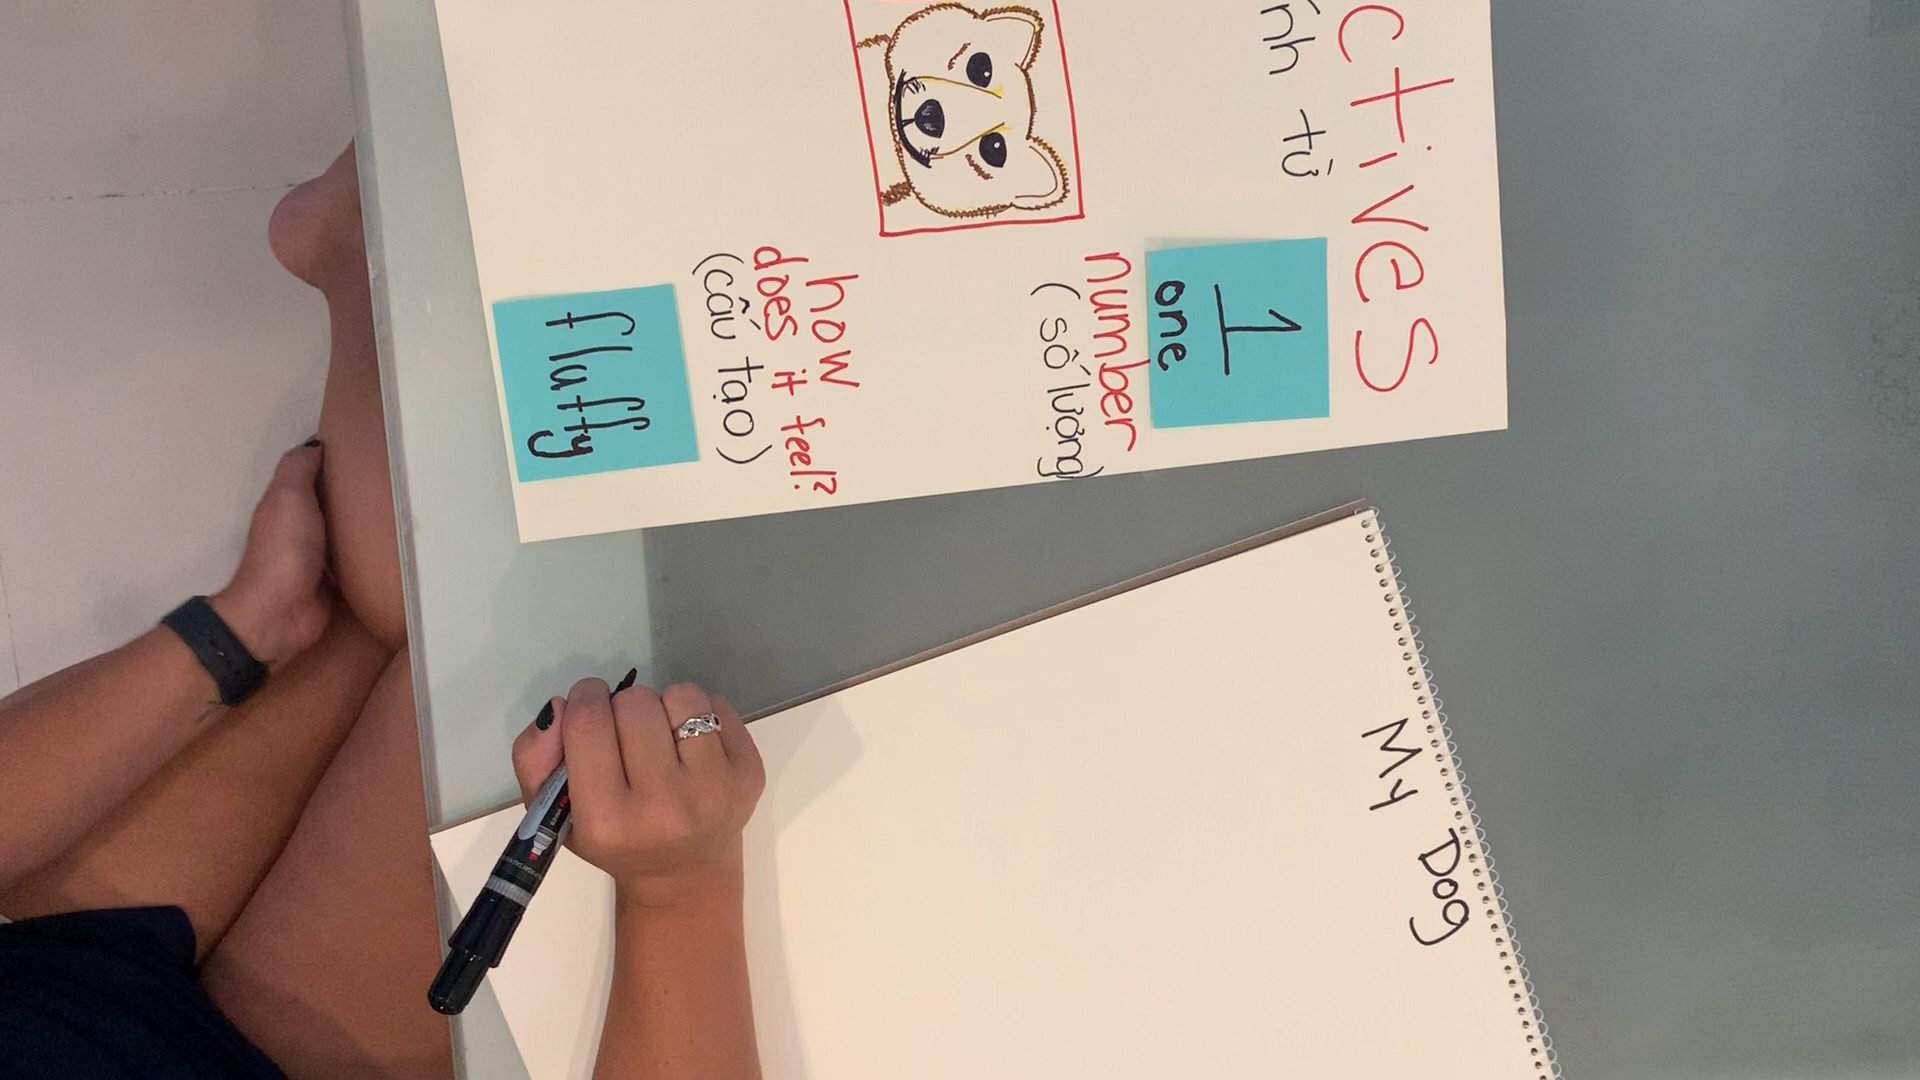 ctives
ính từ
1
one
number
(số lượng)
how
does it feel?
(cấu tạo)
fluffy
My Dog